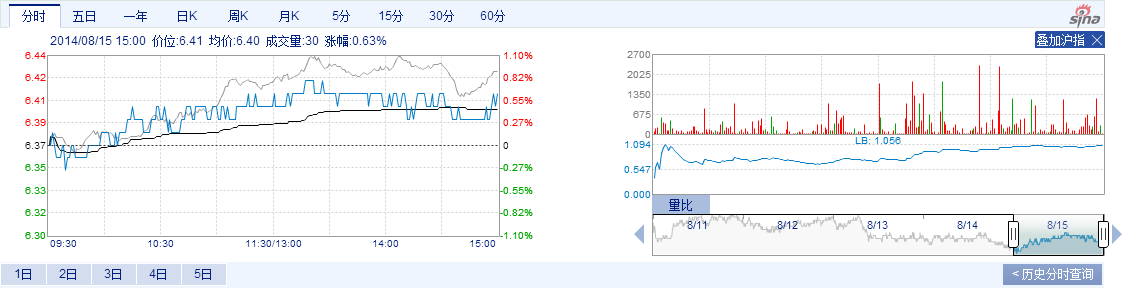 分时 五日 一年 日K 周K 月K 5分 15分 30分 60分
sina
2014/08/15 15:00 价位:6.41 均价:6.40 成交量:30 涨幅:0.63%
叠加沪指
6.44 1.10%
6.42 0.82%
6.41 0.55%
6.39 0.27%
6.37 0
6.35 -0.27%
6.33 -0.55%
6.32 -0.82%
6.30 -1.10%
09:30 10:30 11:30/13:00 14:00 15:00
2700
2025
1350
675
0
LB: 1.056
1.094
0.547
0.000
量比
8/11 8/12 8/13 8/14 8/15
1日 2日 3日 4日 5日
< 历史分时查询